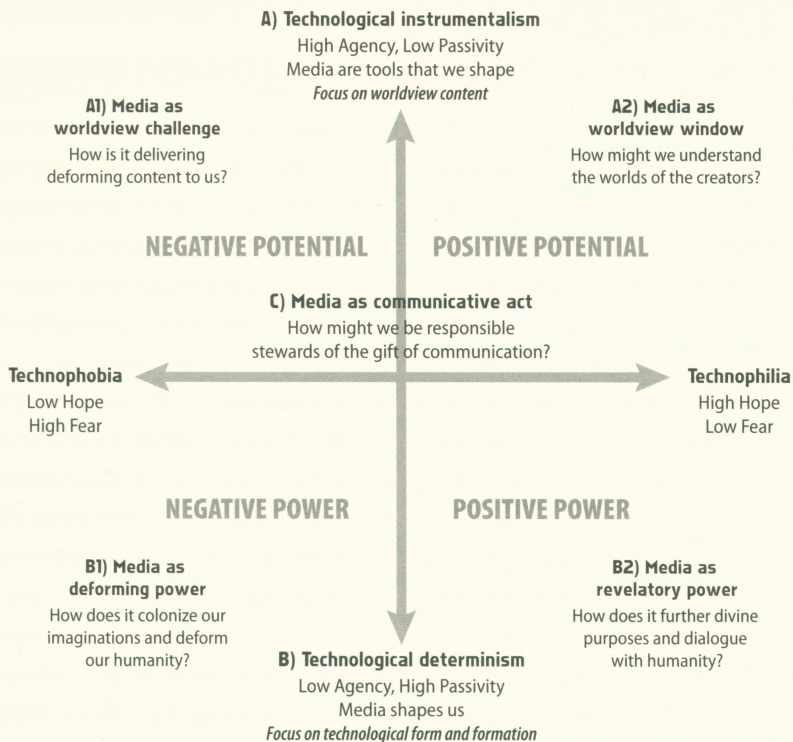 A) Technological instrumentalism
High Agency, Low Passivity
Media are tools that we shape
Focus on worldview content
A1) Media as
worldview challenge
How is it delivering
deforming content to us?
A2) Media as
worldview window
How might we understand
the worlds of the creators?
NEGATIVE POTENTIAL
POSITIVE POTENTIAL
C) Media as communicative act
How might we be responsible
stewards of the gift of communication?
Technophobia
Low Hope
High Fear
Technophilia
High Hope
Low Fear
NEGATIVE POWER
POSITIVE POWER
B1) Media as
deforming power
How does it colonize our
imaginations and deform
our humanity?
B2) Media as
revelatory power
How does it further divine
purposes and dialogue
with humanity?
B) Technological determinism
Low Agency, High Passivity
Media shapes us
Focus on technological form and formation